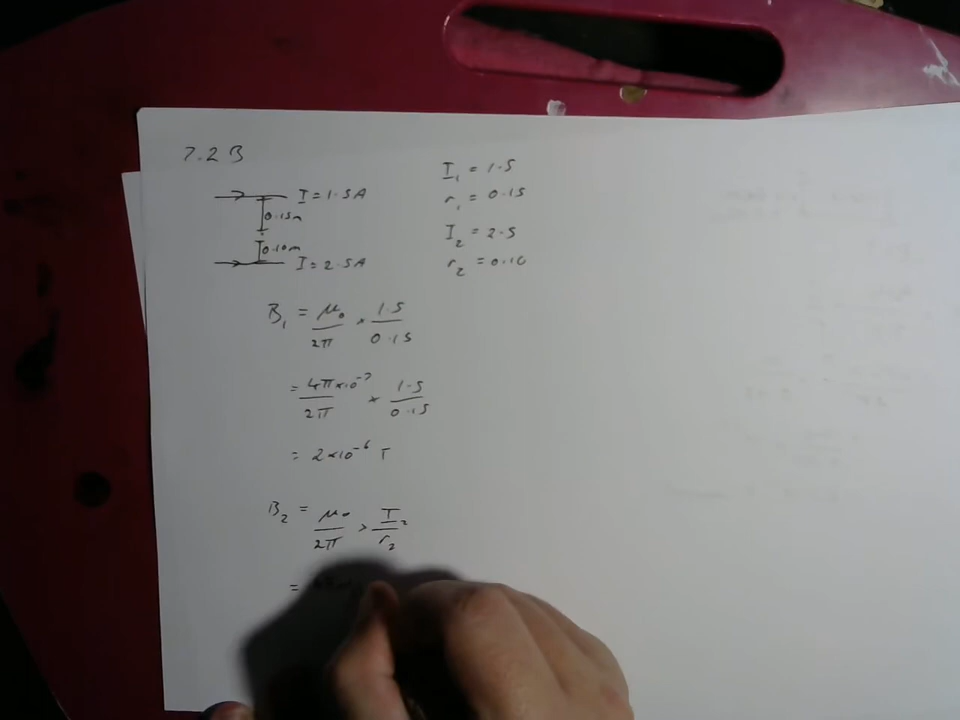 7.2 B
I = 1.5A
0.15m
0.10m
I = 2.5A
I₁ = 1.5
r₁ = 0.15
I₂ = 2.5
r₂ = 0.10
B₁ = μ₀/2π × 1.5/0.15
= 4π×10⁻⁷/2π × 1.5/0.15
= 2×10⁻⁶ T
B₂ = μ₀/2π × I₂/r₂
=